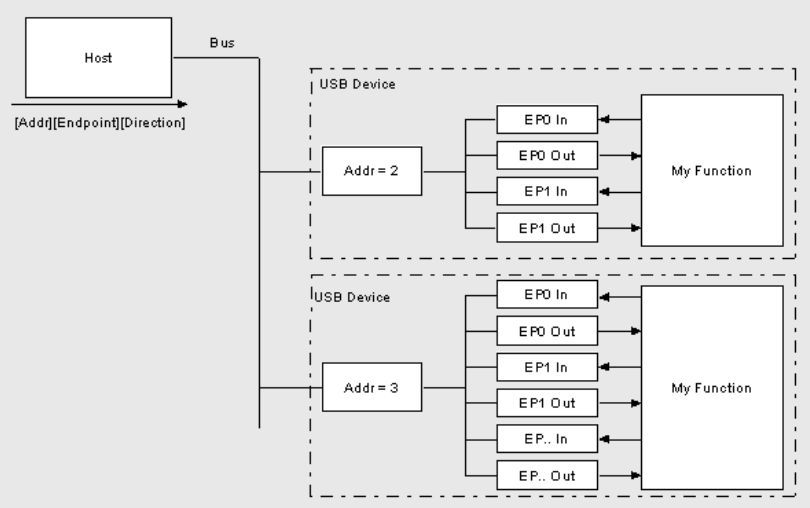 Host
Bus
[Addr][Endpoint][Direction]
USB Device
Addr = 2
EP0 In
EP0 Out
EP1 In
EP1 Out
My Function
USB Device
Addr = 3
EP0 In
EP0 Out
EP1 In
EP1 Out
EP.. In
EP.. Out
My Function